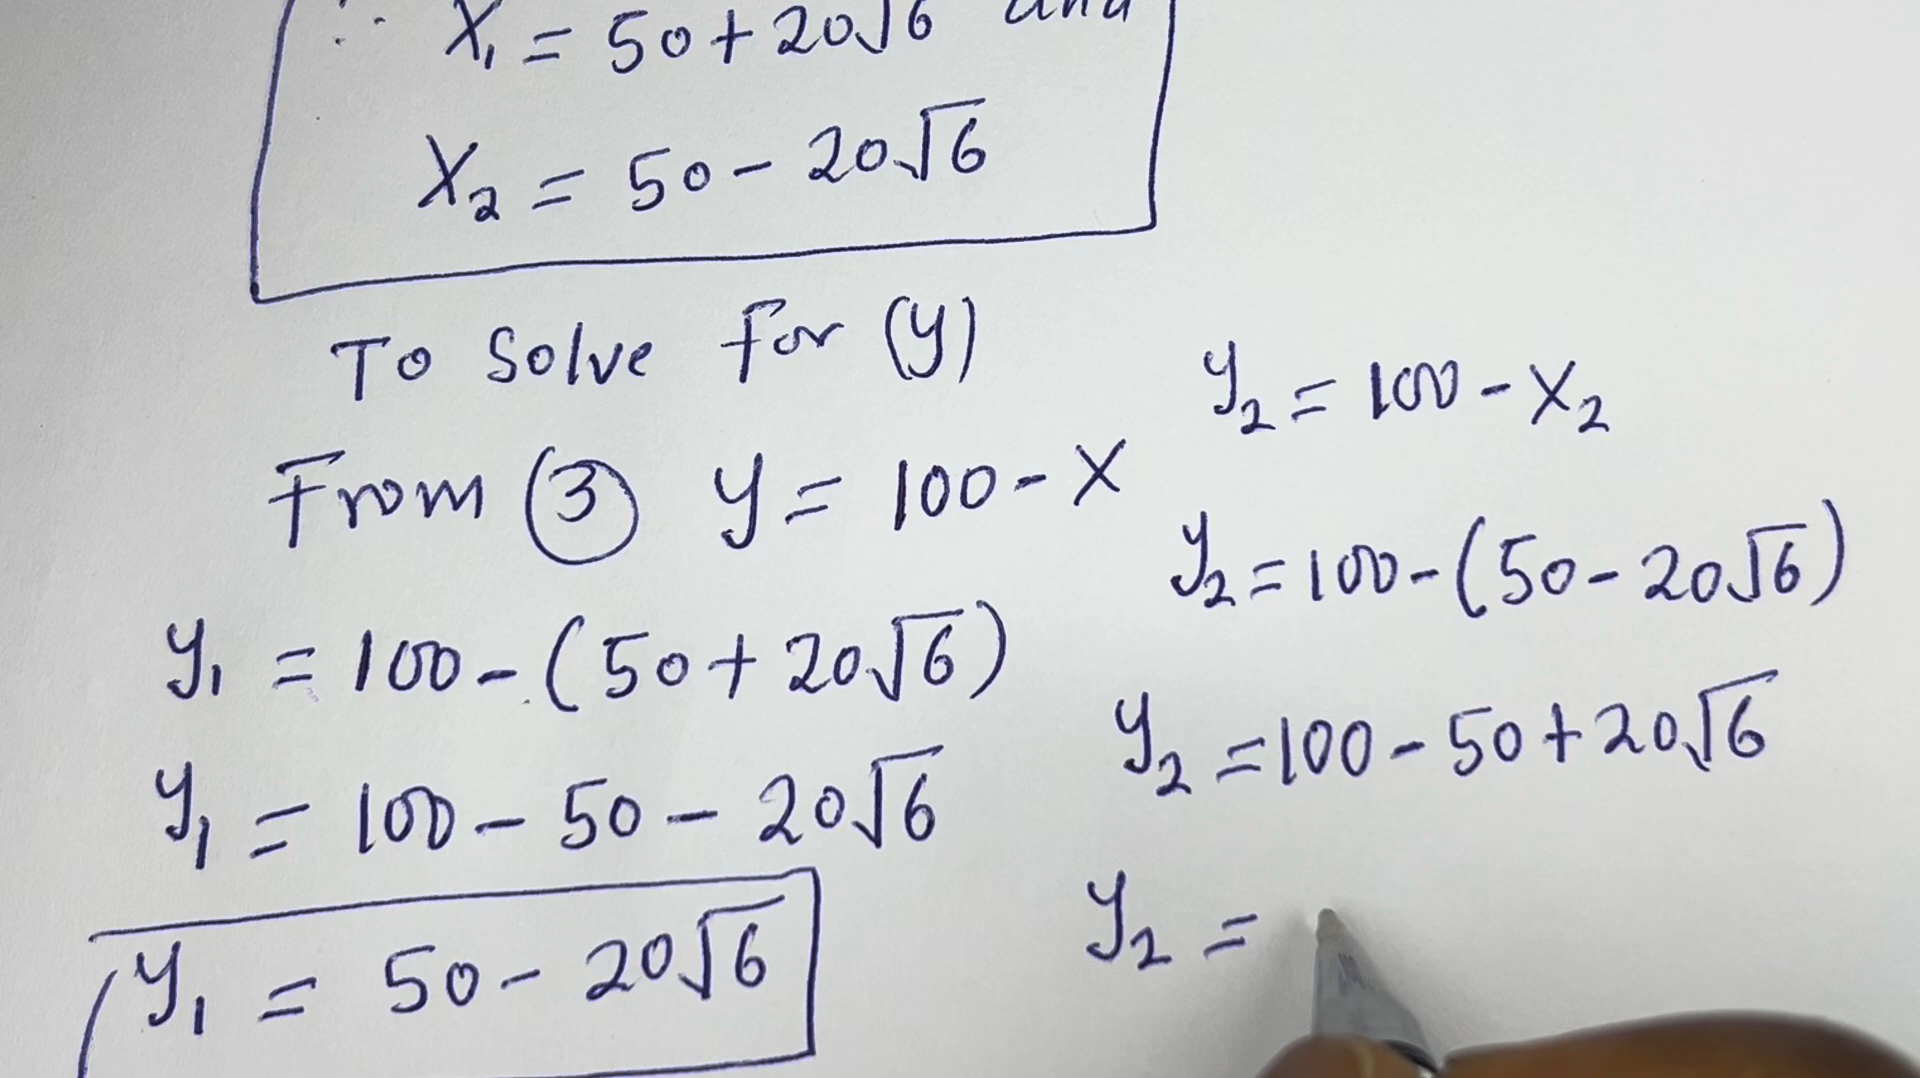 ∴ X₁ = 50 + 20√6 and
X₂ = 50 - 20√6
To Solve for (y)
From ③ y = 100 - X
y₁ = 100 - (50 + 20√6)
y₁ = 100 - 50 - 20√6
y₁ = 50 - 20√6
y₂ = 100 - X₂
y₂ = 100 - (50 - 20√6)
y₂ = 100 - 50 + 20√6
y₂ =